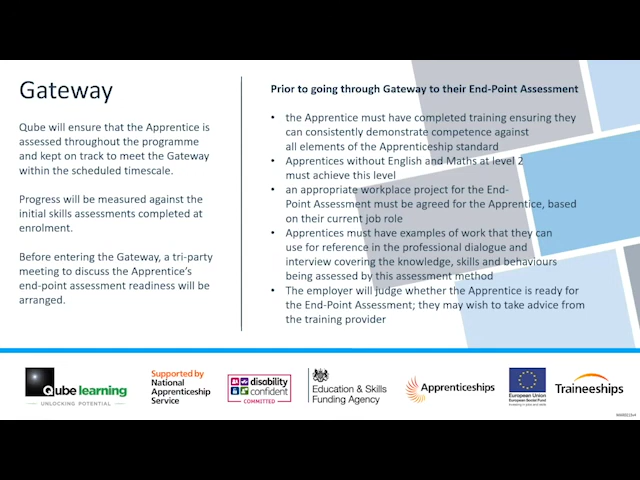 Gateway
Qube will ensure that the Apprentice is
assessed throughout the programme
and kept on track to meet the Gateway
within the scheduled timescale.
Progress will be measured against the
initial skills assessments completed at
enrolment.
Before entering the Gateway, a tri-party
meeting to discuss the Apprentice’s
end-point assessment readiness will be
arranged.
Prior to going through Gateway to their End-Point Assessment
• the Apprentice must have completed training ensuring they
can consistently demonstrate competence against
all elements of the Apprenticeship standard
• Apprentices without English and Maths at level 2
must achieve this level
• an appropriate workplace project for the End-
Point Assessment must be agreed for the Apprentice, based
on their current job role
• Apprentices must have examples of work that they can
use for reference in the professional dialogue and
interview covering the knowledge, skills and behaviours
being assessed by this assessment method
• The employer will judge whether the Apprentice is ready for
the End-Point Assessment; they may wish to take advice from
the training provider
Qube learning
UNLOCKING POTENTIAL
Supported by
National
Apprenticeship
Service
disability
confident
COMMITTED
Education & Skills
Funding Agency
Apprenticeships
European Union
European Social Fund
Traineeships